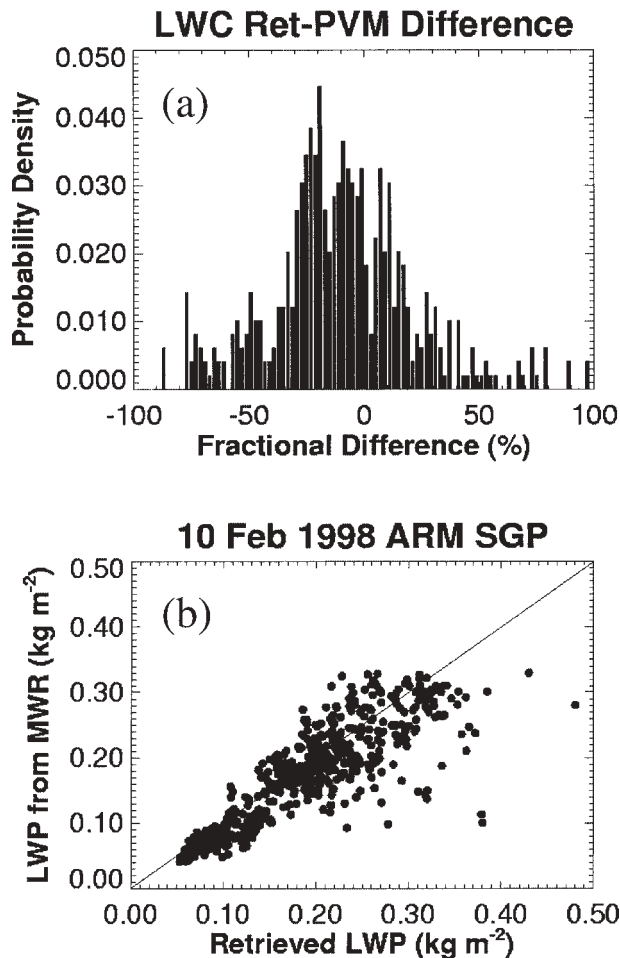 LWC Ret-PVM Difference
(a)
Probability Density
0.050
0.040
0.030
0.020
0.010
0.000
-100 -50 0 50 100
Fractional Difference (%)
10 Feb 1998 ARM SGP
(b)
LWP from MWR (kg m⁻²)
0.50
0.40
0.30
0.20
0.10
0.00
0.00 0.10 0.20 0.30 0.40 0.50
Retrieved LWP (kg m⁻²)